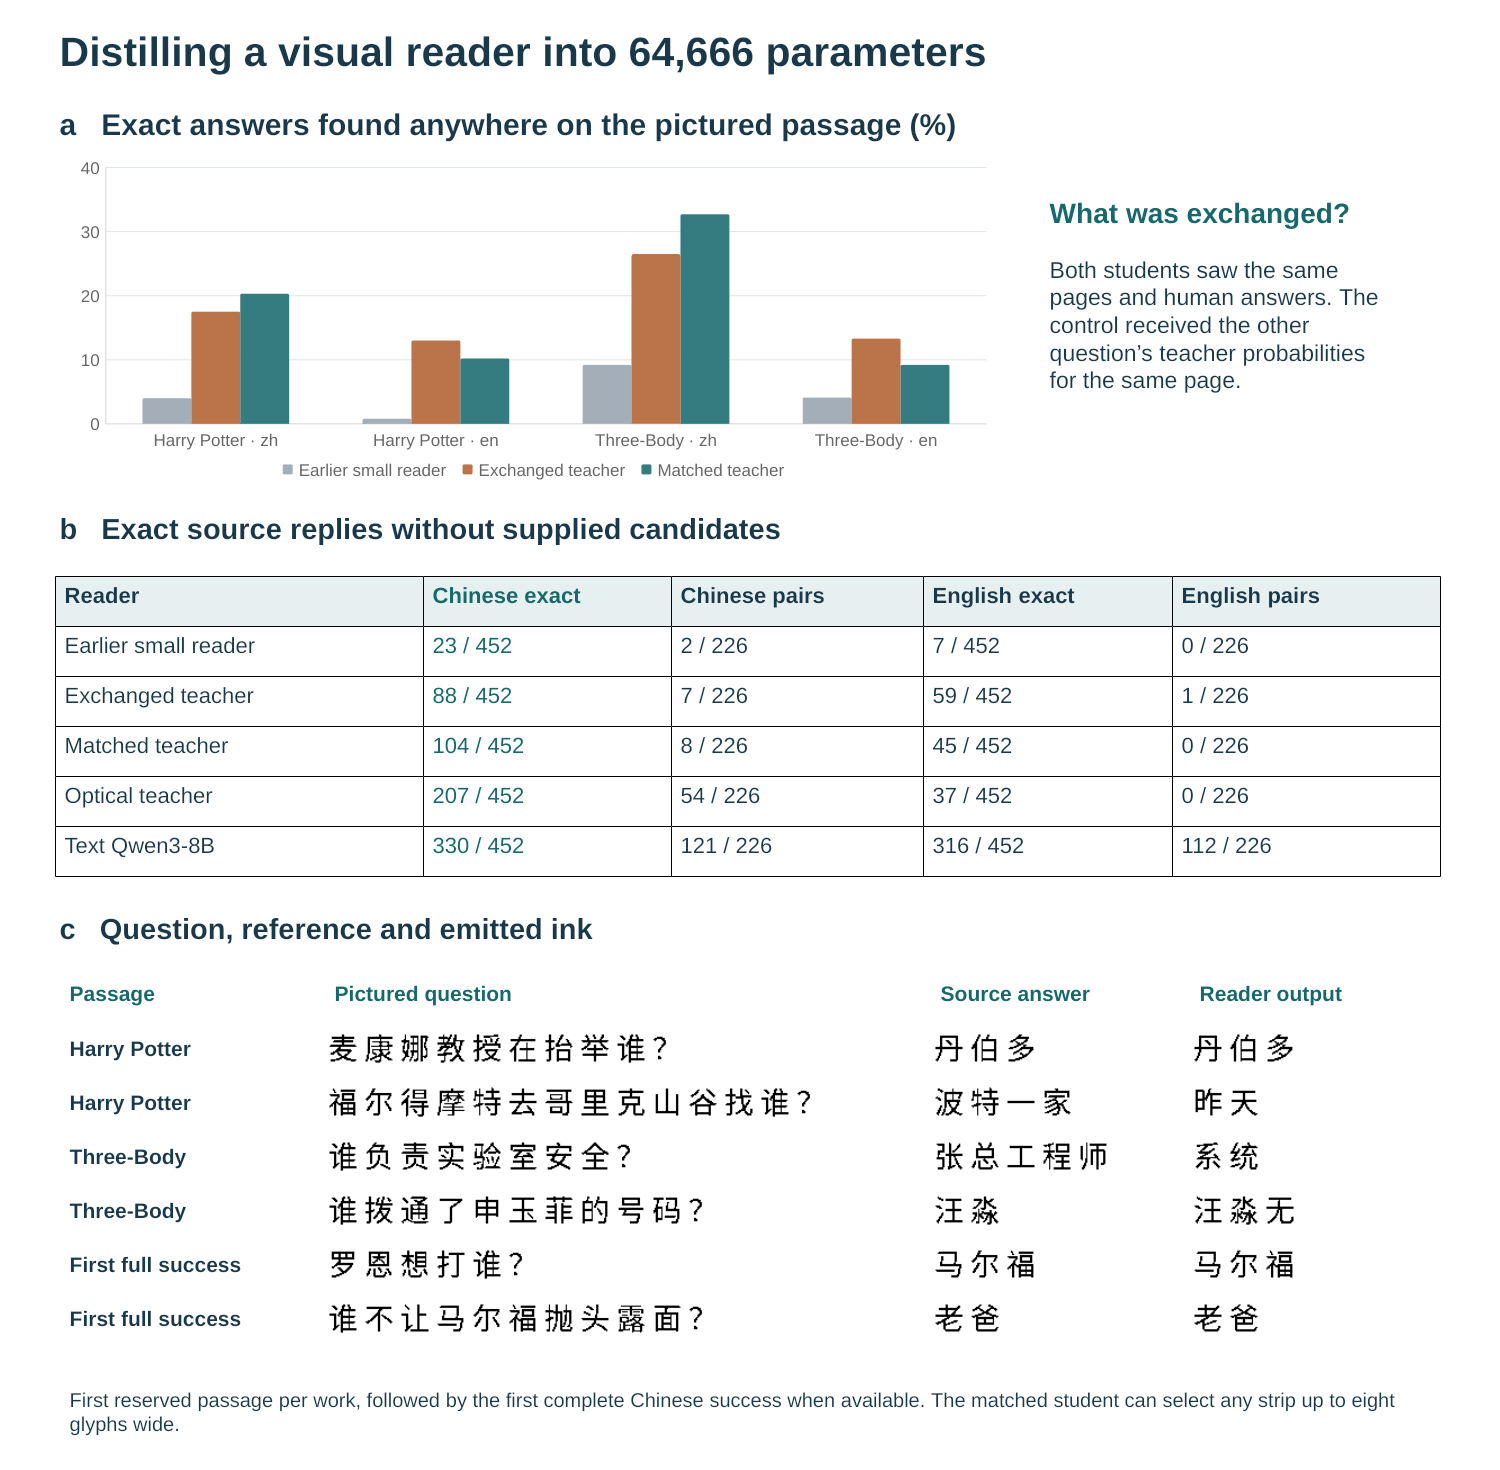 Distilling a visual reader into 64,666 parameters
a Exact answers found anywhere on the pictured passage (%)
40
30
20
10
0
Harry Potter · zh
Harry Potter · en
Three-Body · zh
Three-Body · en
Earlier small reader
Exchanged teacher
Matched teacher
What was exchanged?
Both students saw the same
pages and human answers. The
control received the other
question’s teacher probabilities
for the same page.
b Exact source replies without supplied candidates
Reader Chinese exact Chinese pairs English exact English pairs
Earlier small reader 23 / 452 2 / 226 7 / 452 0 / 226
Exchanged teacher 88 / 452 7 / 226 59 / 452 1 / 226
Matched teacher 104 / 452 8 / 226 45 / 452 0 / 226
Optical teacher 207 / 452 54 / 226 37 / 452 0 / 226
Text Qwen3-8B 330 / 452 121 / 226 316 / 452 112 / 226
c Question, reference and emitted ink
Passage Pictured question Source answer Reader output
Harry Potter 麦康娜教授在抬举谁？ 丹伯多 丹伯多
Harry Potter 福尔得摩特去哥里克山谷找谁？ 波特一家 昨天
Three-Body 谁负责实验室安全？ 张总工程师 系统
Three-Body 谁拨通了申玉菲的号码？ 汪淼 汪淼无
First full success 罗恩想打谁？ 马尔福 马尔福
First full success 谁不让马尔福抛头露面？ 老爸 老爸
First reserved passage per work, followed by the first complete Chinese success when available. The matched student can select any strip up to eight
glyphs wide.